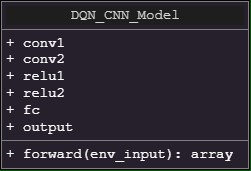 DQN_CNN_Model
+ conv1
+ conv2
+ relu1
+ relu2
+ fc
+ output
+ forward(env_input): array